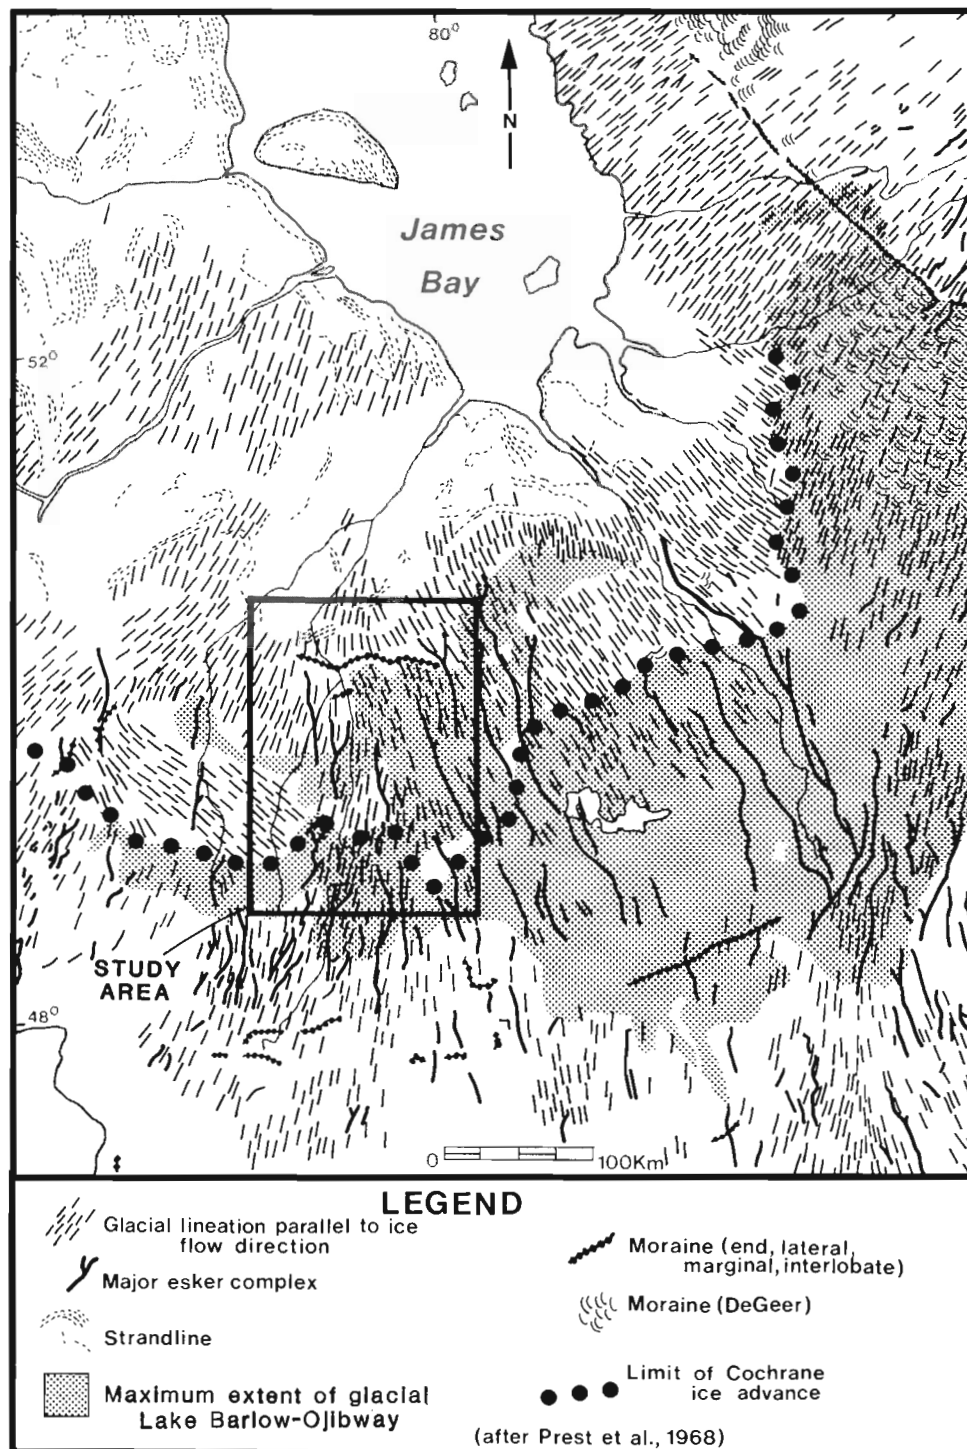 80°
N
James
Bay
52°
STUDY
AREA
48°
0 100Km
LEGEND
Glacial lineation parallel to ice
flow direction
Major esker complex
Strandline
Maximum extent of glacial
Lake Barlow-Ojibway
Moraine (end, lateral,
marginal, interlobate)
Moraine (DeGeer)
Limit of Cochrane
ice advance
(after Prest et al., 1968)